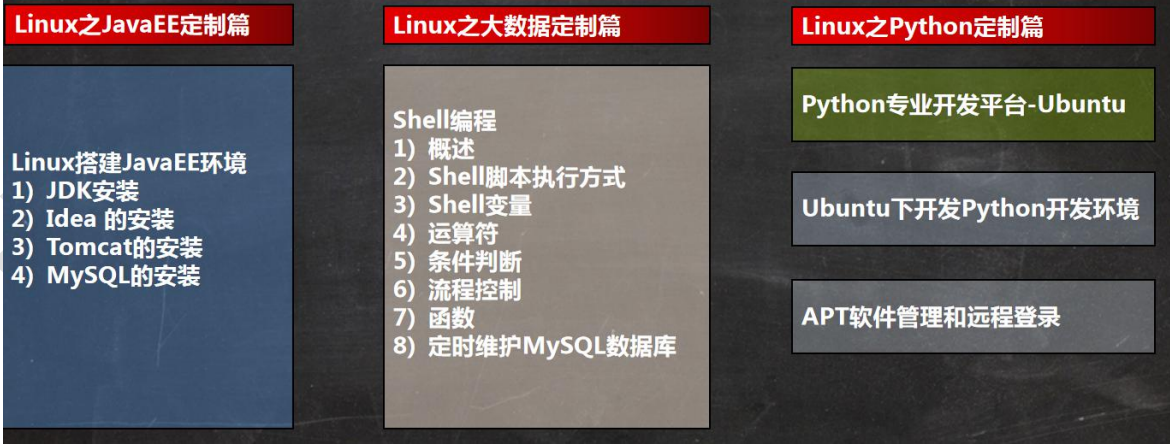 Linux之JavaEE定制篇
Linux搭建JavaEE环境
1) JDK安装
2) Idea 的安装
3) Tomcat的安装
4) MySQL的安装
Linux之大数据定制篇
Shell编程
1) 概述
2) Shell脚本执行方式
3) Shell变量
4) 运算符
5) 条件判断
6) 流程控制
7) 函数
8) 定时维护MySQL数据库
Linux之Python定制篇
Python专业开发平台-Ubuntu
Ubuntu下开发Python开发环境
APT软件管理和远程登录